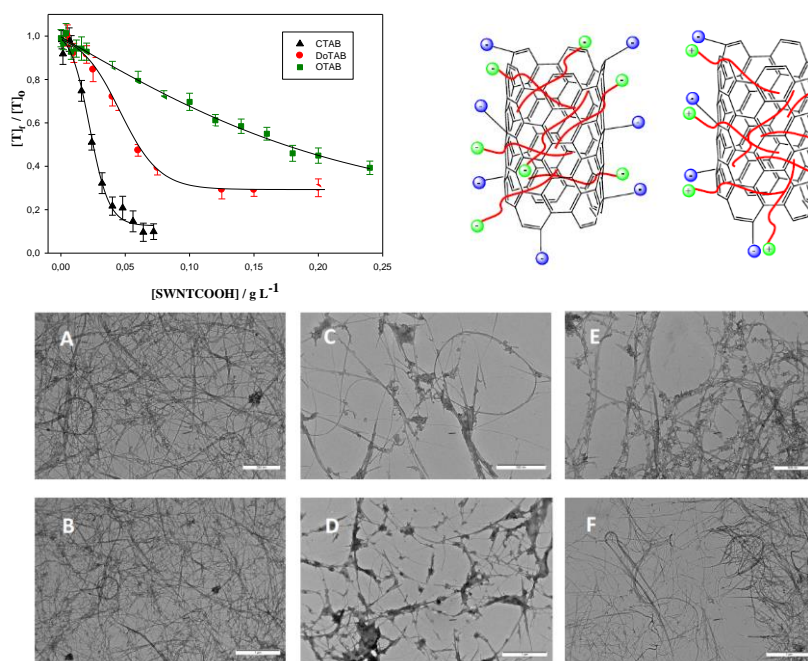 [T]f / [T]0
1,0
0,8
0,6
0,4
0,2
0,0
CTAB
DoTAB
OTAB
0,00 0,05 0,10 0,15 0,20 0,25
[SWNTCOOH] / g L-1
A
C
E
B
D
F